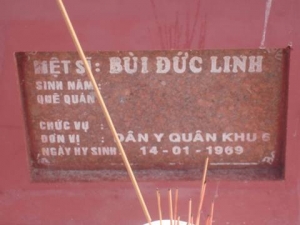 LIỆT SĨ: BÙI ĐỨC LINH
SINH NĂM :
QUÊ QUÁN :
CHỨC VỤ :
ĐƠN VỊ : DÂN Y QUÂN KHU 5
NGÀY HY SINH 14-01-1969